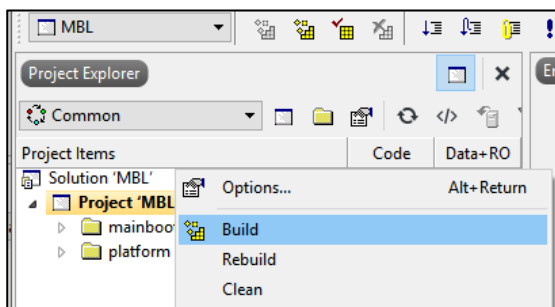 MBL
Project Explorer
Common
Project Items Code Data+RO
Solution 'MBL'
Options... Alt+Return
Project 'MBL
mainboo
Build
platform
Rebuild
Clean